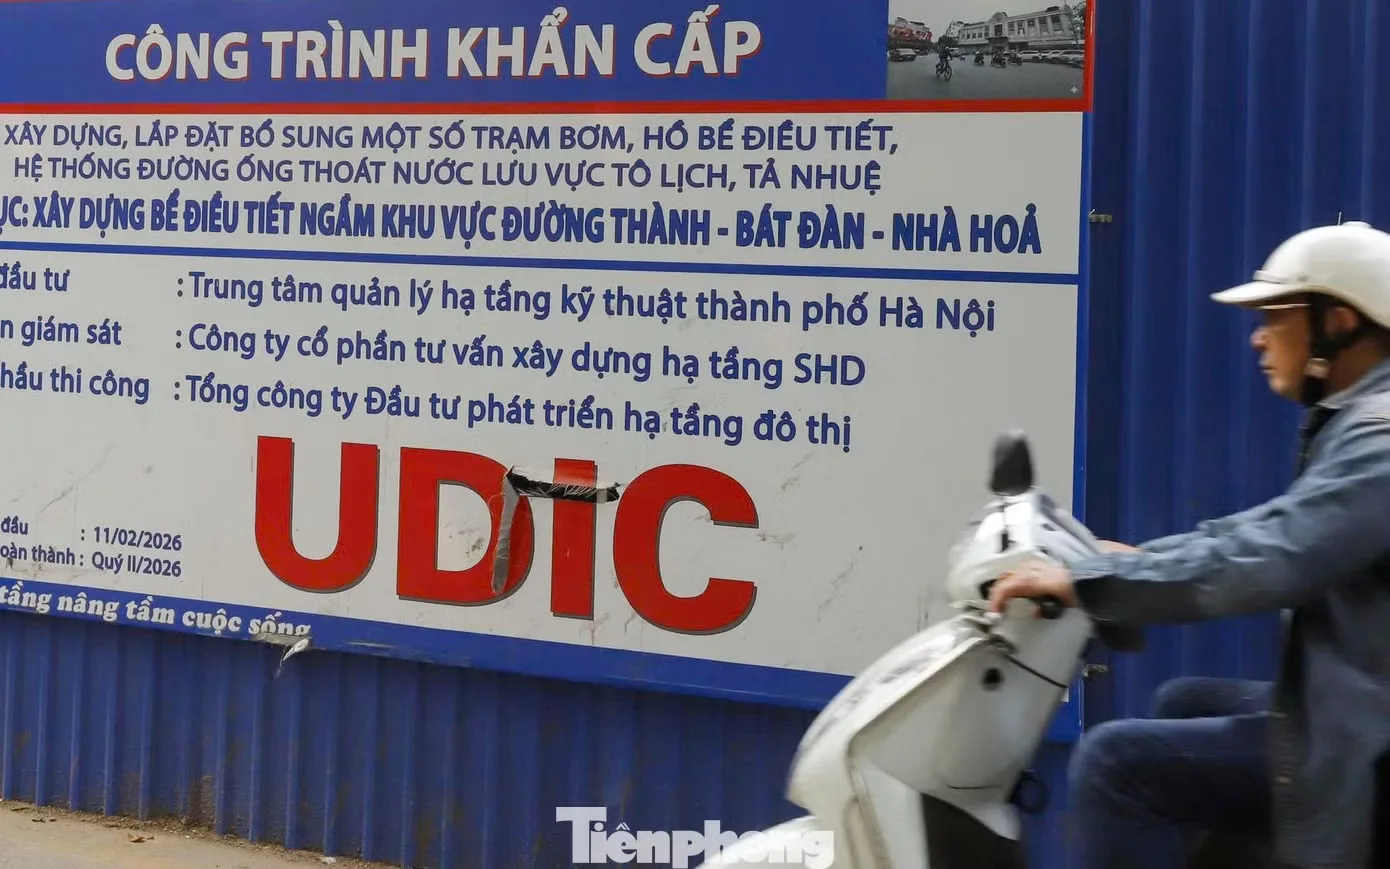 CÔNG TRÌNH KHẨN CẤP
XÂY DỰNG, LẮP ĐẶT BỔ SUNG MỘT SỐ TRẠM BƠM, HỒ BỂ ĐIỀU TIẾT,
HỆ THỐNG ĐƯỜNG ỐNG THOÁT NƯỚC LƯU VỰC TÔ LỊCH, TẢ NHUỆ
ỤC: XÂY DỰNG BỂ ĐIỀU TIẾT NGẦM KHU VỰC ĐƯỜNG THÀNH - BÁT ĐÀN - NHÀ HOẢ
đầu tư : Trung tâm quản lý hạ tầng kỹ thuật thành phố Hà Nội
n giám sát : Công ty cổ phần tư vấn xây dựng hạ tầng SHD
hầu thi công : Tổng công ty Đầu tư phát triển hạ tầng đô thị
UDIC
đầu : 11/02/2026
oàn thành : Quý II/2026
tầng nâng tầm cuộc sống
Tiền phong